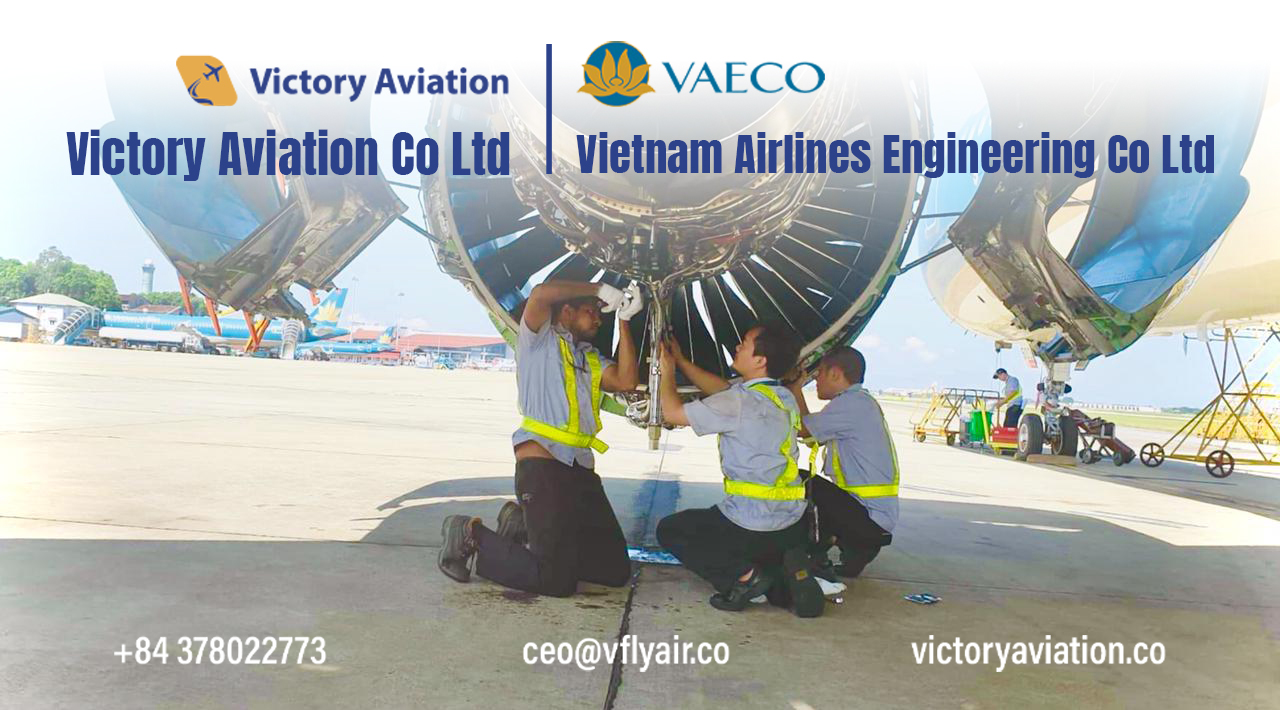 Victory Aviation
VAECO
Victory Aviation Co Ltd
Vietnam Airlines Engineering Co Ltd
+84 378022773
ceo@vflyair.co
victoryaviation.co